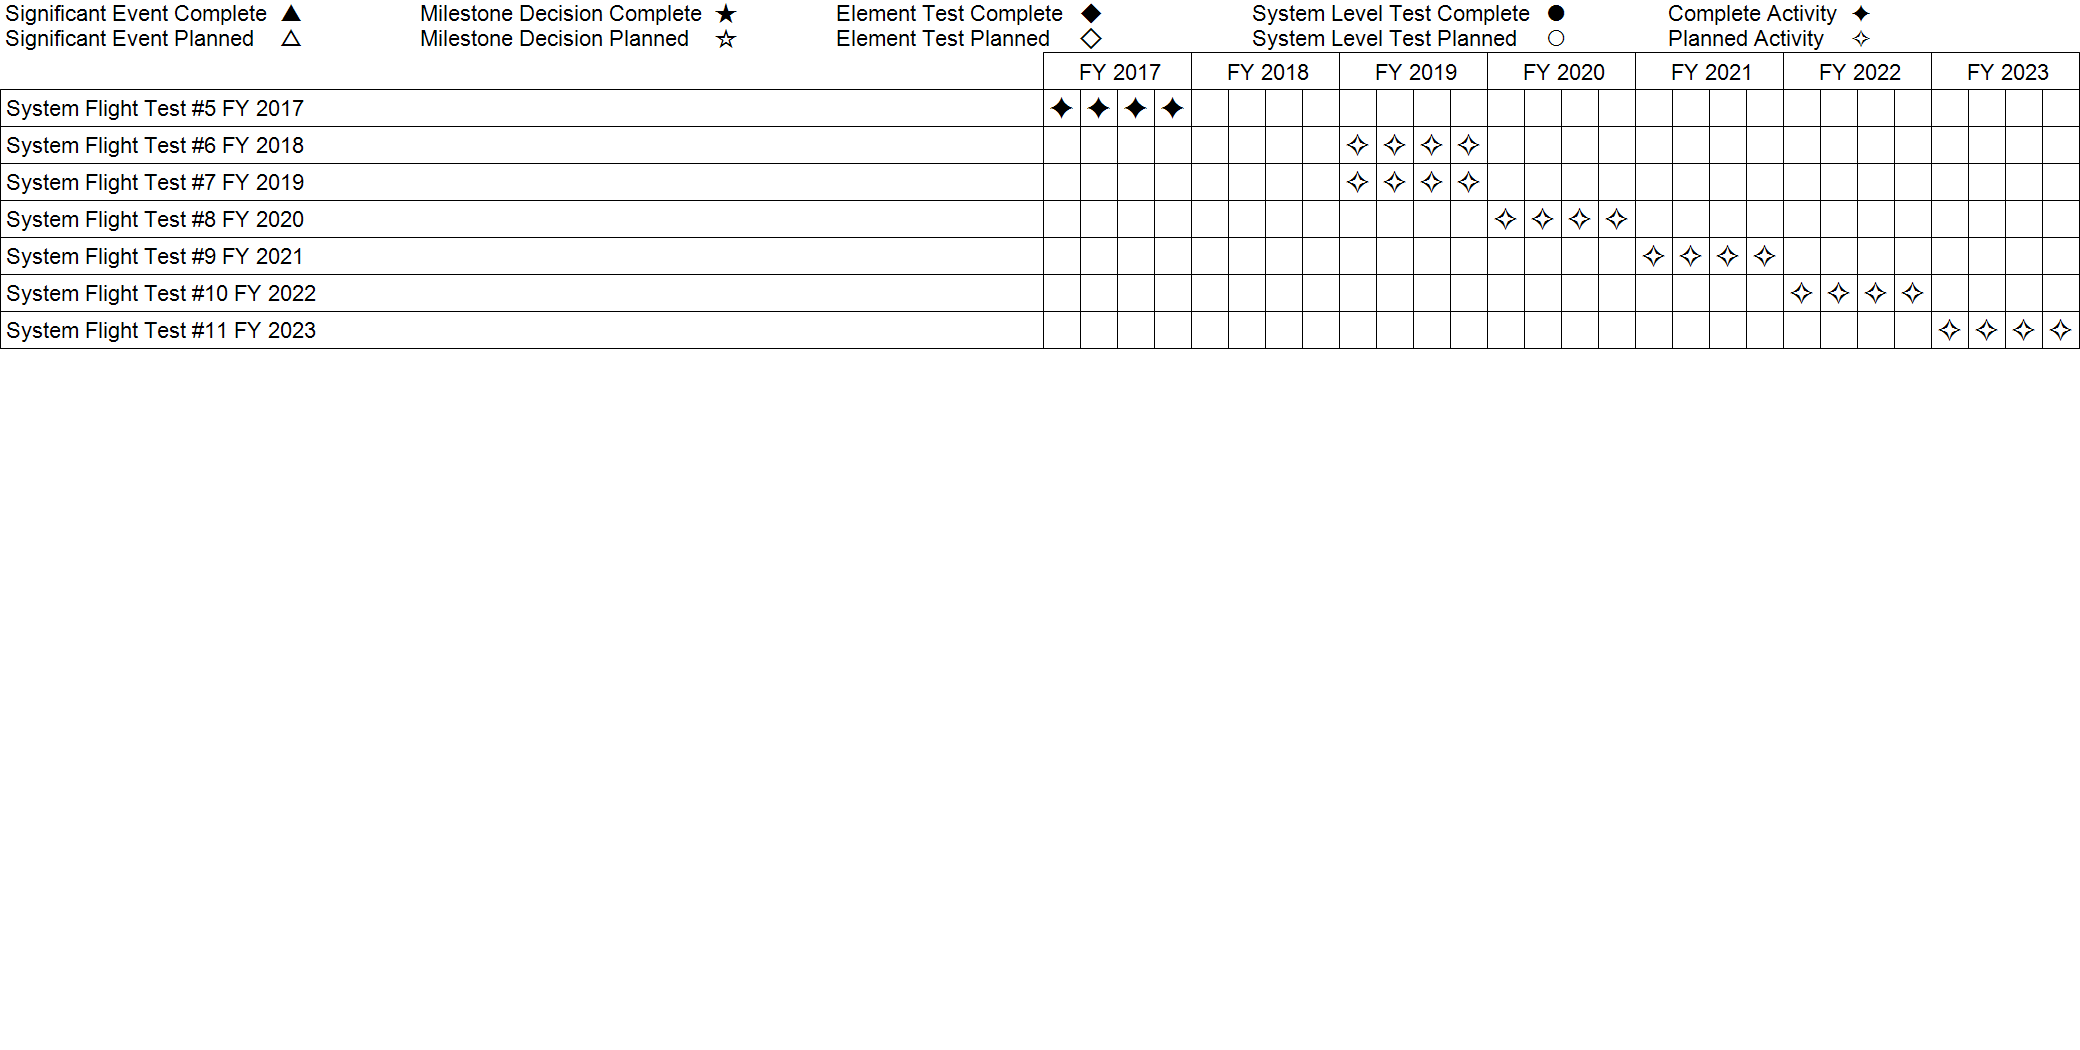 Significant Event Complete ▲ Milestone Decision Complete ★ Element Test Complete ◆ System Level Test Complete ● Complete Activity ✦
Significant Event Planned △ Milestone Decision Planned ☆ Element Test Planned ◇ System Level Test Planned ○ Planned Activity ✧
FY 2017 FY 2018 FY 2019 FY 2020 FY 2021 FY 2022 FY 2023
System Flight Test #5 FY 2017 ✦ ✦ ✦ ✦
System Flight Test #6 FY 2018 ✧ ✧ ✧ ✧
System Flight Test #7 FY 2019 ✧ ✧ ✧ ✧
System Flight Test #8 FY 2020 ✧ ✧ ✧ ✧
System Flight Test #9 FY 2021 ✧ ✧ ✧ ✧
System Flight Test #10 FY 2022 ✧ ✧ ✧ ✧
System Flight Test #11 FY 2023 ✧ ✧ ✧ ✧